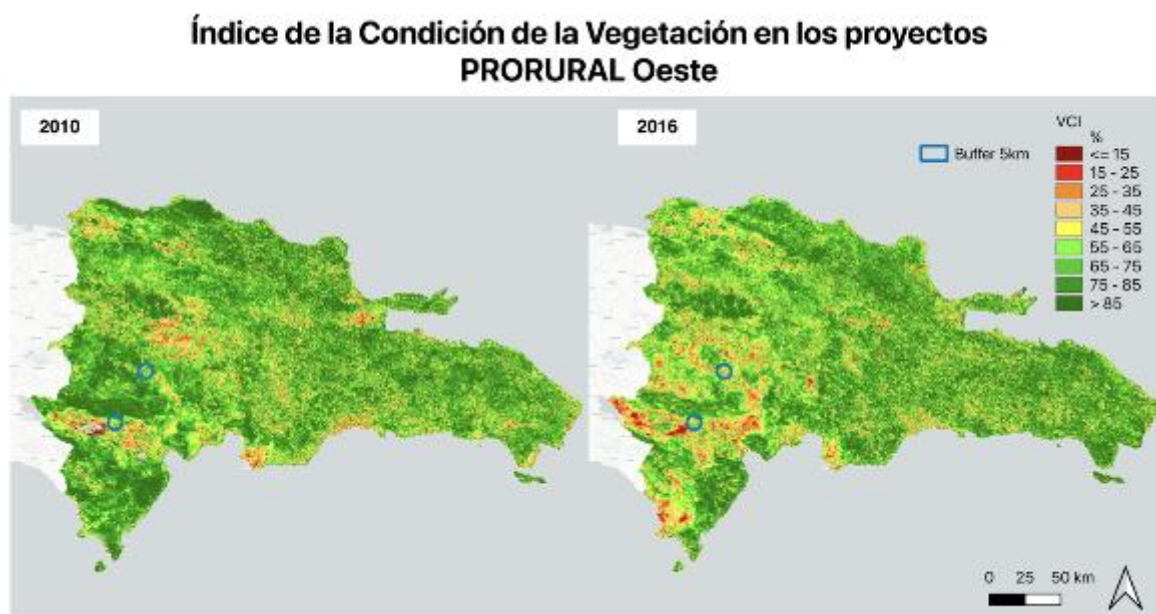 Índice de la Condición de la Vegetación en los proyectos
PRORURAL Oeste
2010
2016
VCI
%
Buffer 5km
<= 15
15 - 25
25 - 35
35 - 45
45 - 55
55 - 65
65 - 75
75 - 85
> 85
0 25 50 km